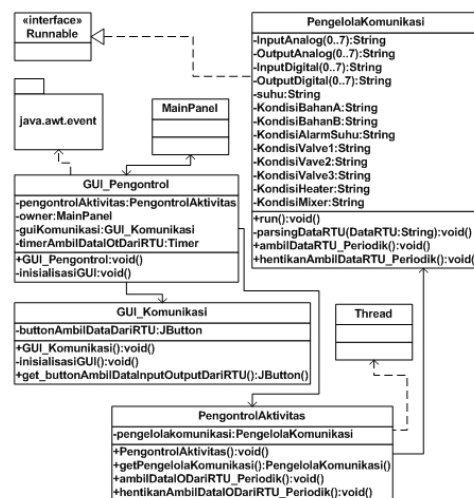 <<interface>>
Runnable
PengelolaKomunikasi
-InputAnalog(0..7):String
-OutputAnalog(0..7):String
-InputDigital(0..7):String
-OutputDigital(0..7):String
-suhu:String
-KondisiBahanA:String
-KondisiBahanB:String
-KondisiAlarmSuhu:String
-KondisiValve1:String
-KondisiVave2:String
-KondisiValve3:String
-KondisiHeater:String
-KondisiMixer:String
+run():void()
-parsingDataRTU(DataRTU:String):void()
+ambilDataRTU_Periodik():void()
+hentikanAmbilDataRTU_Periodik():void()
java.awt.event
MainPanel
GUI_Pengontrol
-pengontrolAktivitas:PengontrolAktivitas
-owner:MainPanel
-guiKomunikasi:GUI_Komunikasi
-timerAmbilDataIOtDariRTU:Timer
+GUI_Pengontrol:void()
-inisialisasiGUI:void()
GUI_Komunikasi
-buttonAmbilDataDariRTU:JButton
+GUI_Komunikasi():void()
-inisialisasiGUI():void()
+get_buttonAmbilDataInputOutputDariRTU():JButton()
Thread
PengontrolAktivitas
-pengelolakomunikasi:PengelolaKomunikasi
+PengontrolAktivitas():void()
+getPengelolaKomunikasi():PengelolaKomunikasi()
+ambilDataIODariRTU_Periodik():void()
+hentikanAmbilDataIODariRTU_Periodik():void()